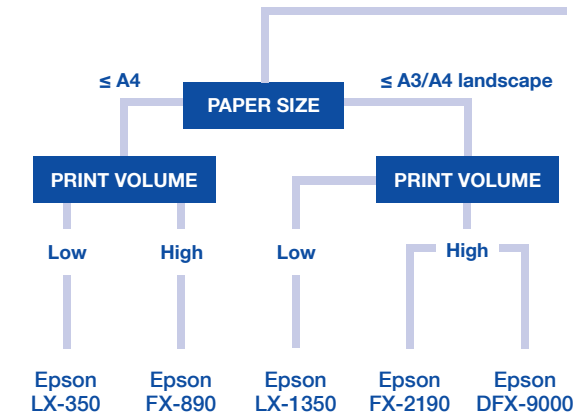 ≤ A4
≤ A3/A4 landscape
PAPER SIZE
PRINT VOLUME
PRINT VOLUME
Low
High
Low
High
Epson
LX-350
Epson
FX-890
Epson
LX-1350
Epson
FX-2190
Epson
DFX-9000